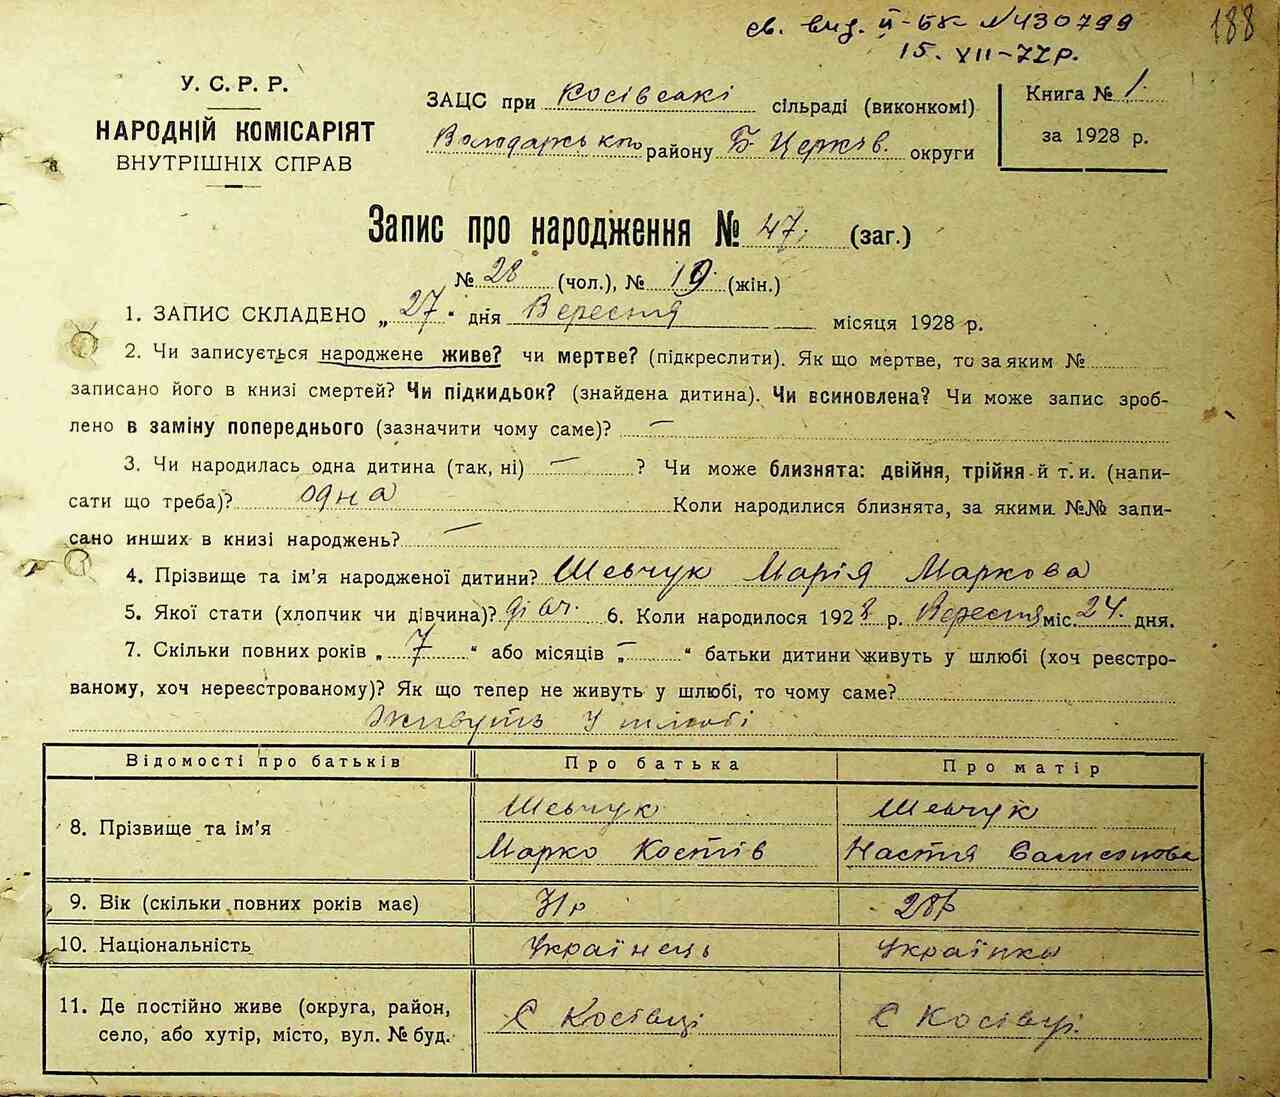 св. вид. ІІ-БК №430799
15. XII-77р.
188
У. С. Р. Р.
НАРОДНІЙ КОМІСАРІЯТ
ВНУТРІШНІХ СПРАВ
ЗАЦС при Косівській сільраді (виконкомі)
Володарського району Б-Церків. округи
Книга № 1
за 1928 р.
Запис про народження № 47. (заг.)
№ 28 (чол.), № 19 (жін.)
1. ЗАПИС СКЛАДЕНО „27“ дня Вересня місяця 1928 р.
2. Чи записується народжене живе? чи мертве? (підкреслити). Як що мертве, то за яким №
записано його в книзі смертей? Чи підкидьок? (знайдена дитина). Чи всиновлена? Чи може запис зроб-
лено в заміну попереднього (зазначити чому саме)? —
3. Чи народилась одна дитина (так, ні) — ? Чи може близнята: двійня, трійня й т. и. (напи-
сати що треба)? одна Коли народилися близнята, за якими №№ запи-
сано инших в книзі народжень? —
4. Прізвище та ім'я народженої дитини? Шевчук Марія Маркова
5. Якої стати (хлопчик чи дівчина)? дівч. 6. Коли народилося 1928 р. Вересня міс. 24. дня.
7. Скільки повних років „7“ або місяців „—“ батьки дитини живуть у шлюбі (хоч реєстро-
ваному, хоч нереєстрованому)? Як що тепер не живуть у шлюбі, то чому саме?
Живуть у шлюбі
Відомості про батьків Про батька Про матір
8. Прізвище та ім'я Шевчук Марко Костів Шевчук Настія
9. Вік (скільки повних років має) 31р 28р
10. Національність Українець Українка
11. Де постійно живе (округа, район,
село, або хутір, місто, вул. № буд. С Косівці С Косівці